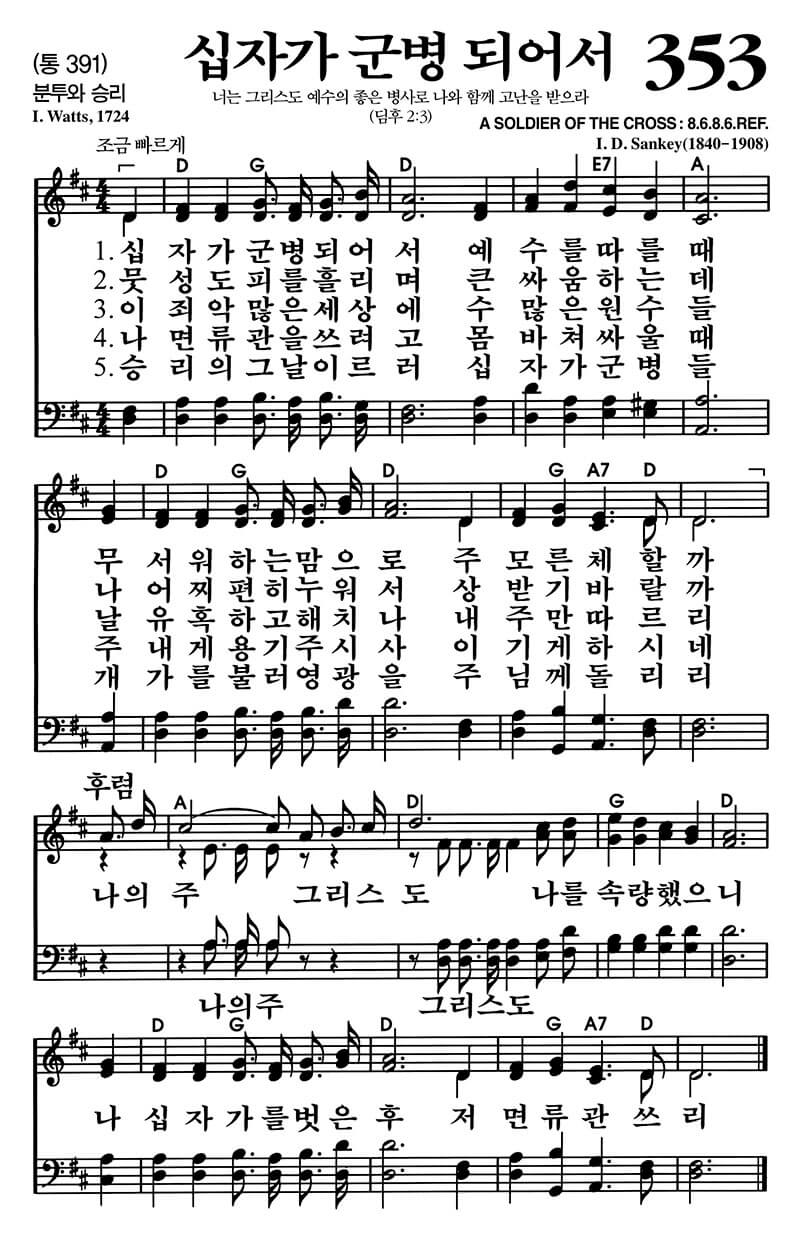 (통 391)
십자가 군병 되어서 353
분투와 승리
너는 그리스도 예수의 좋은 병사로 나와 함께 고난을 받으라
I. Watts, 1724
(딤후 2:3)
A SOLDIER OF THE CROSS : 8.6.8.6.REF.
조금 빠르게
I. D. Sankey(1840-1908)
D G D E7 A
1. 십 자 가 군 병 되 어 서 예 수 를 따 를 때
2. 뭇 성 도 피 를 흘 리 며 큰 싸 움 하 는 데
3. 이 죄 악 많 은 세 상 에 수 많 은 원 수 들
4. 나 면 류 관 을 쓰 려 고 몸 바 쳐 싸 울 때
5. 승 리 의 그 날 이 르 러 십 자 가 군 병 들
D G D G A7 D
무 서 워 하 는 맘 으 로 주 모 른 체 할 까
나 어 찌 편 히 누 워 서 상 받 기 바 랄 까
날 유 혹 하 고 해 치 나 내 주 만 따 르 리
주 내 게 용 기 주 시 사 이 기 게 하 시 네
개 가 를 불 러 영 광 을 주 님 께 돌 리 리
후렴
A D G D
나의 주 그리스 도 나를 속량했으니
나의주 그리스도
D G D G A7 D
나 십 자 가 를 벗 은 후 저 면 류 관 쓰 리